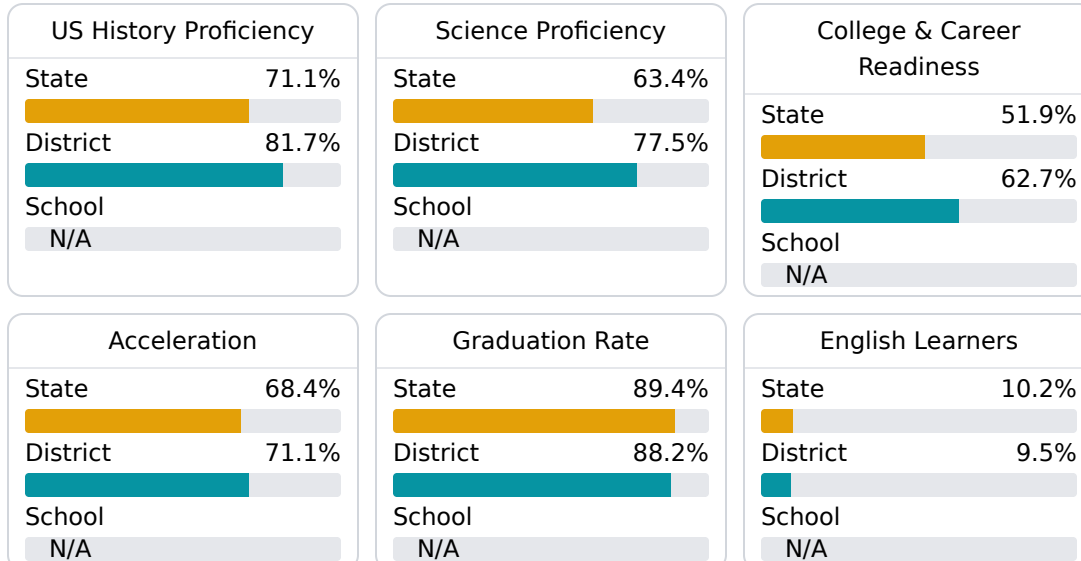 US History Proficiency
State 71.1%
District 81.7%
School
N/A
Science Proficiency
State 63.4%
District 77.5%
School
N/A
College & Career
Readiness
State 51.9%
District 62.7%
School
N/A
Acceleration
State 68.4%
District 71.1%
School
N/A
Graduation Rate
State 89.4%
District 88.2%
School
N/A
English Learners
State 10.2%
District 9.5%
School
N/A